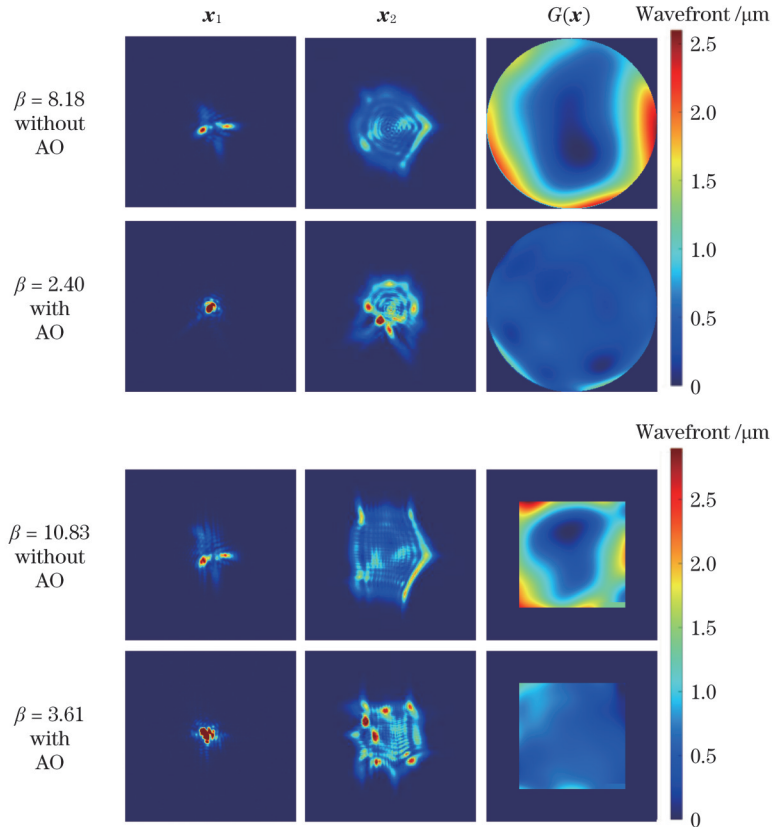 x₁ x₂ G(x) Wavefront /μm
β = 8.18
without
AO
β = 2.40
with
AO
2.5
2.0
1.5
1.0
0.5
0
Wavefront /μm
β = 10.83
without
AO
β = 3.61
with
AO
2.5
2.0
1.5
1.0
0.5
0